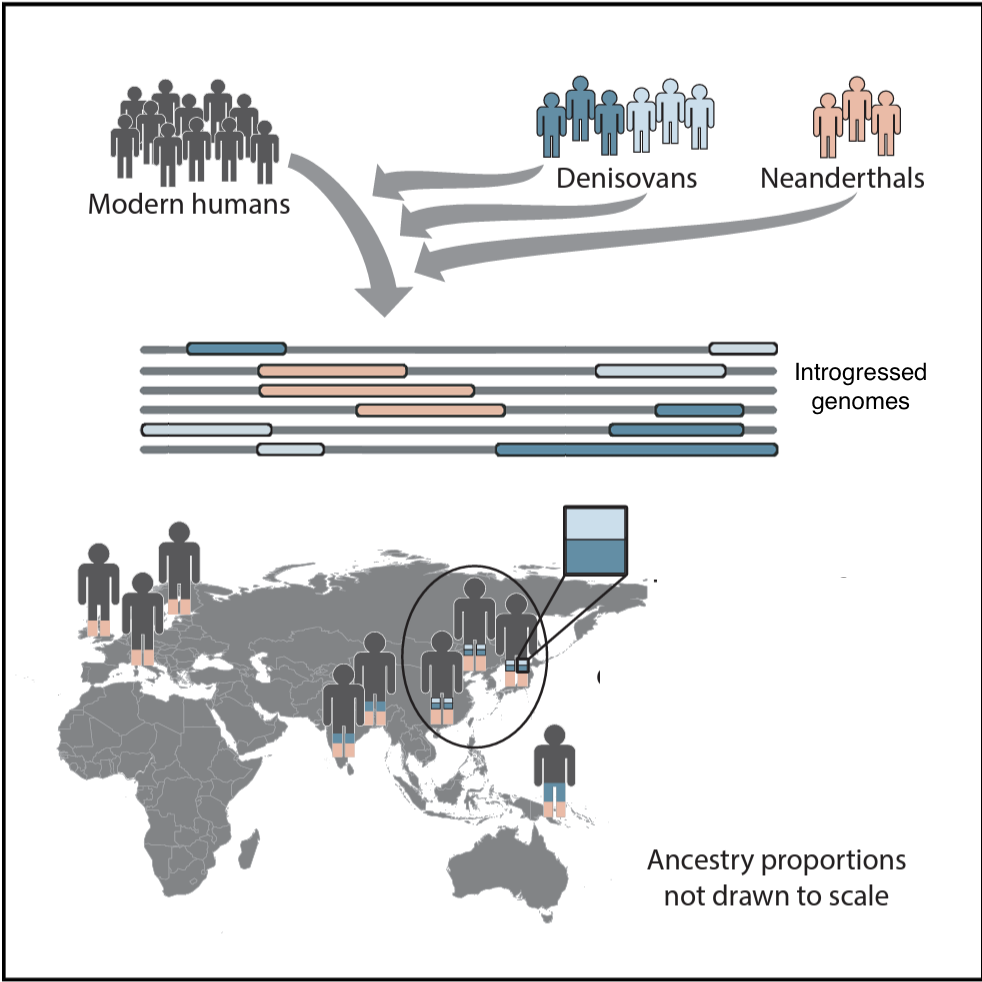 Modern humans
Denisovans
Neanderthals
Introgressed
genomes
Ancestry proportions
not drawn to scale